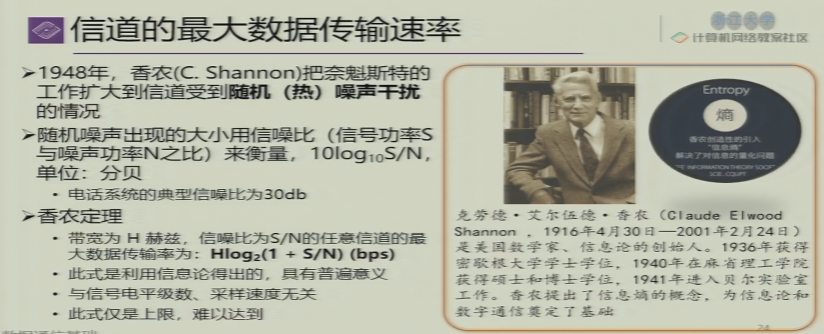 信道的最大数据传输速率
浙江大学
计算机网络教案社区
➢1948年，香农(C. Shannon)把奈魁斯特的
工作扩大到信道受到随机（热）噪声干扰
的情况
➢随机噪声出现的大小用信噪比（信号功率S
与噪声功率N之比）来衡量，10log₁₀S/N，
单位：分贝
• 电话系统的典型信噪比为30db
➢香农定理
• 带宽为 H 赫兹，信噪比为S/N的任意信道的最
大数据传输率为：Hlog₂(1 + S/N) (bps)
• 此式是利用信息论得出的，具有普遍意义
• 与信号电平级数、采样速度无关
• 此式仅是上限，难以达到
Entropy
熵
香农创造性的引入
"信息熵"
解决了对信息的量化问题
克劳德·艾尔伍德·香农（Claude Elwood
Shannon ，1916年4月30日—2001年2月24日）
是美国数学家、信息论的创始人。1936年获得
密歇根大学学士学位，1940年在麻省理工学院
获得硕士和博士学位，1941年进入贝尔实验室
工作。香农提出了信息熵的概念，为信息论和
数字通信奠定了基础
24